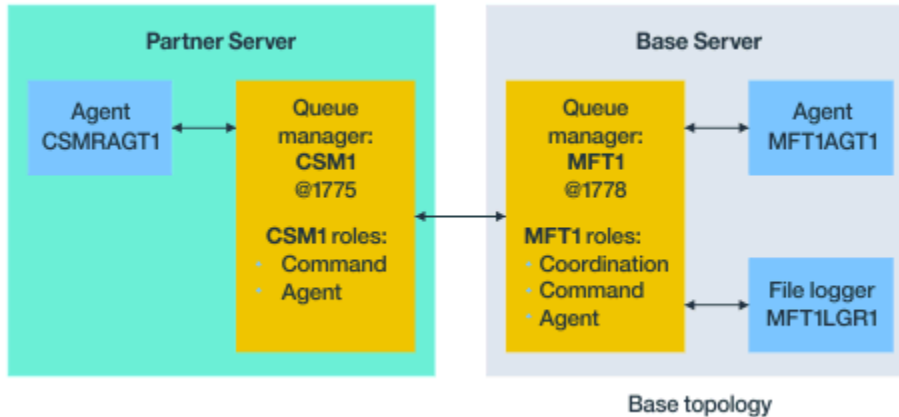 Partner Server
Agent
CSMRAGT1
Queue
manager:
CSM1
@1775
CSM1 roles:
· Command
· Agent
Base Server
Queue
manager:
MFT1
@1778
MFT1 roles:
· Coordination
· Command
· Agent
Agent
MFT1AGT1
File logger
MFT1LGR1
Base topology